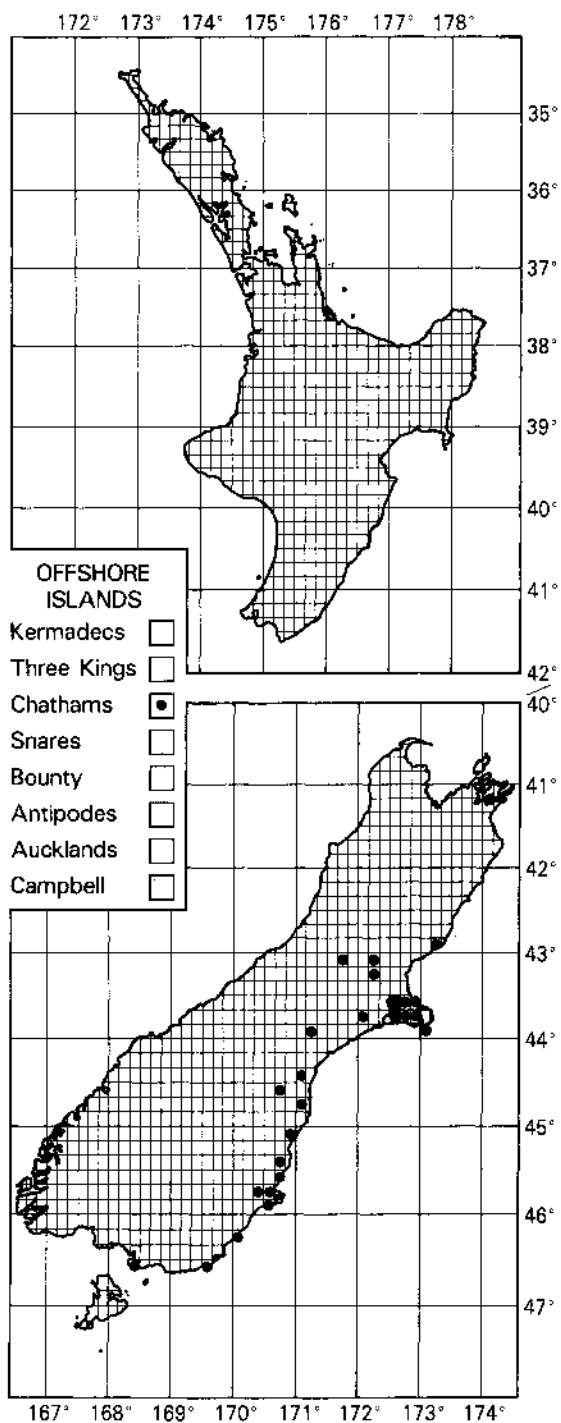 172° 173° 174° 175° 176° 177° 178°
35°
36°
37°
38°
39°
40°
41°
42°
OFFSHORE
ISLANDS
Kermadecs
Three Kings
Chathams
Snares
Bounty
Antipodes
Aucklands
Campbell
40°
41°
42°
43°
44°
45°
46°
47°
167° 168° 169° 170° 171° 172° 173° 174°